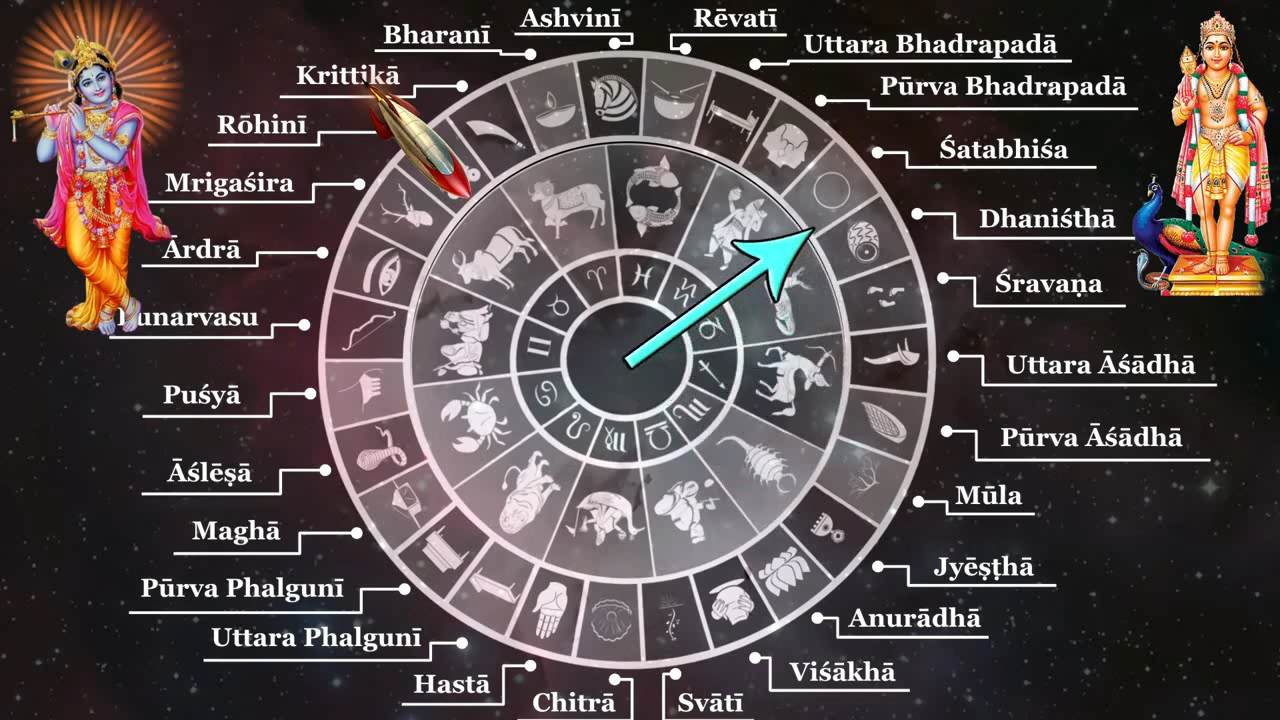 Ashvinī
Rēvatī
Bharanī
Uttara Bhadrapadā
Krittikā
Pūrva Bhadrapadā
Rōhinī
Śatabhiśa
Mrigaśira
Dhaniśthā
Ārdrā
Śravaṇa
unarvasu
Uttara Āśādhā
Puśyā
Pūrva Āśādhā
Āślēṣā
Mūla
Maghā
Jyēṣṭhā
Pūrva Phalgunī
Anurādhā
Uttara Phalgunī
Viśākhā
Hastā
Chitrā
Svātī
♈ ♓ ♒ ♑ ♐ ♏ ♎ ♍ ♌ ♋ ♊ ♉